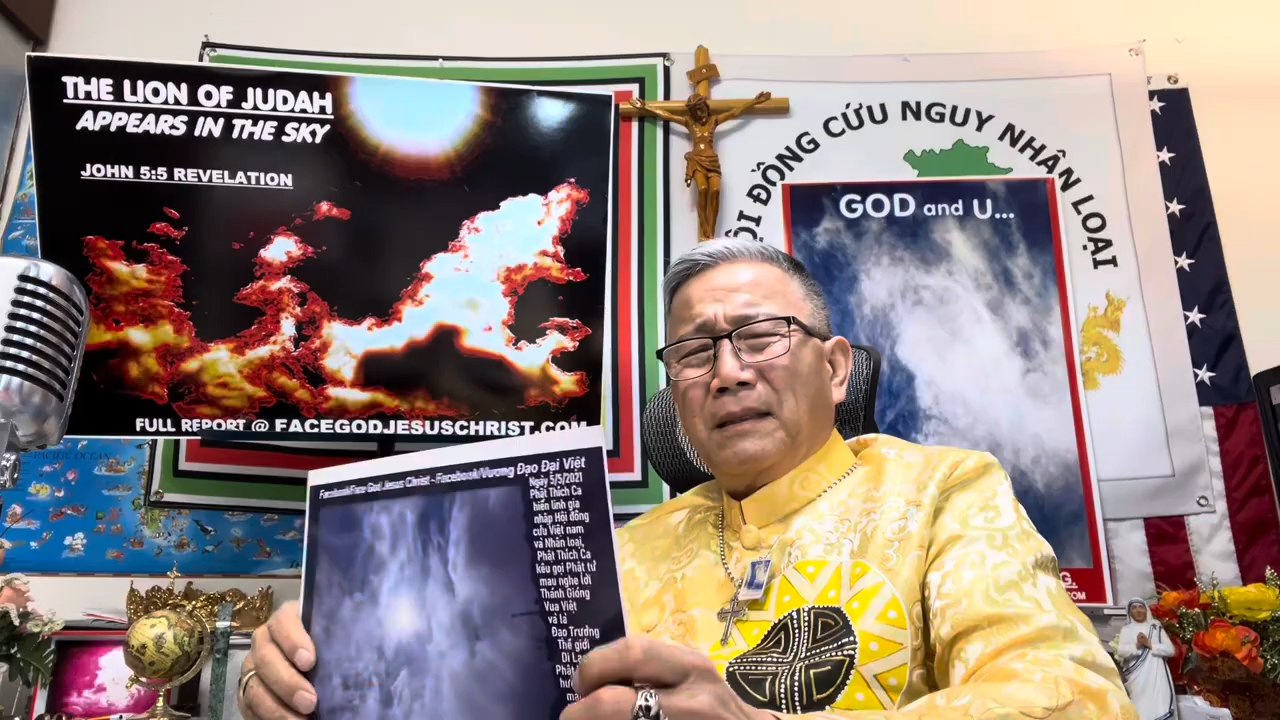 THE LION OF JUDAH
APPEARS IN THE SKY
JOHN 5:5 REVELATION
FULL REPORT @ FACEGODJESUSCHRIST.COM
ĐỒNG CỨU NGUY NHÂN LOẠI
GOD and U...
COM
PACIFIC OCEAN
Facebook/Face God Jesus Christ - Facebook/Vương Đạo Đại Việt
Ngày 5/5/2021
Phật Thích Ca
hiển linh gia
nhập Hội đồng
cứu Việt nam
và Nhân loại,
Phật Thích Ca
kêu gọi Phật tử
mau nghe lời
Thánh Gióng
Vua Việt
và là
Đạo Trưởng
Thế giới
Di
Phật